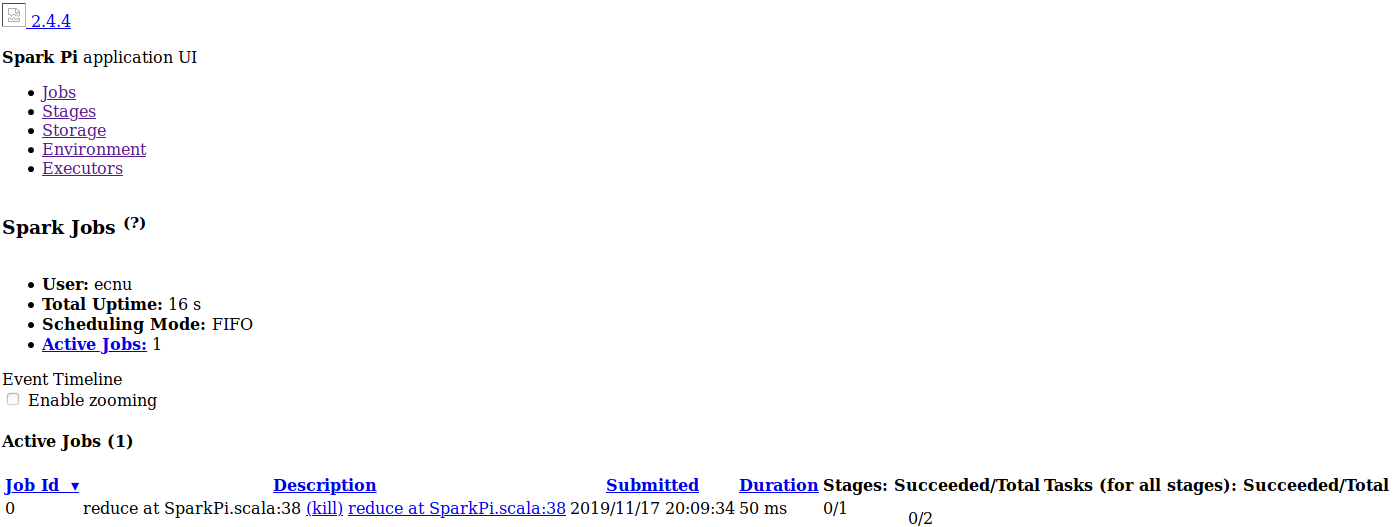 2.4.4
Spark Pi application UI
Jobs
Stages
Storage
Environment
Executors
Spark Jobs (?)
User: ecnu
Total Uptime: 16 s
Scheduling Mode: FIFO
Active Jobs: 1
Event Timeline
Enable zooming
Active Jobs (1)
Job Id ▾ Description Submitted Duration Stages: Succeeded/Total Tasks (for all stages): Succeeded/Total
0 reduce at SparkPi.scala:38 (kill) reduce at SparkPi.scala:38 2019/11/17 20:09:34 50 ms 0/1 0/2